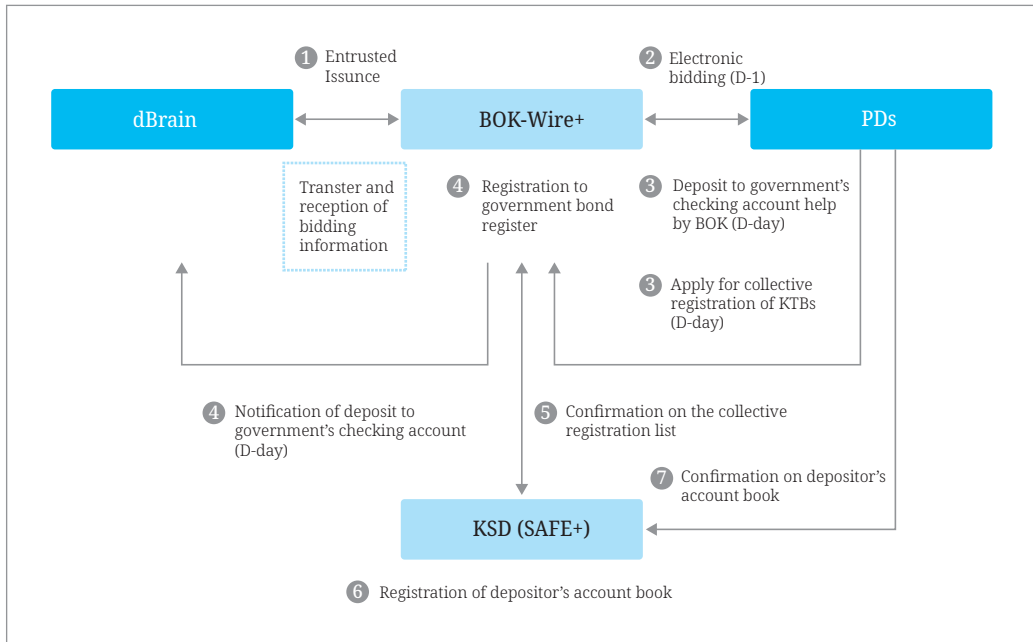 1 Entrusted
Issunce
2 Electronic
bidding (D-1)
dBrain
BOK-Wire+
PDs
Transter and
reception of
bidding
information
4 Registration to
government bond
register
3 Deposit to government’s
checking account help
by BOK (D-day)
3 Apply for collective
registration of KTBs
(D-day)
4 Notification of deposit to
government’s checking account
(D-day)
5 Confirmation on the collective
registration list
7 Confirmation on depositor’s
account book
KSD (SAFE+)
6 Registration of depositor’s account book